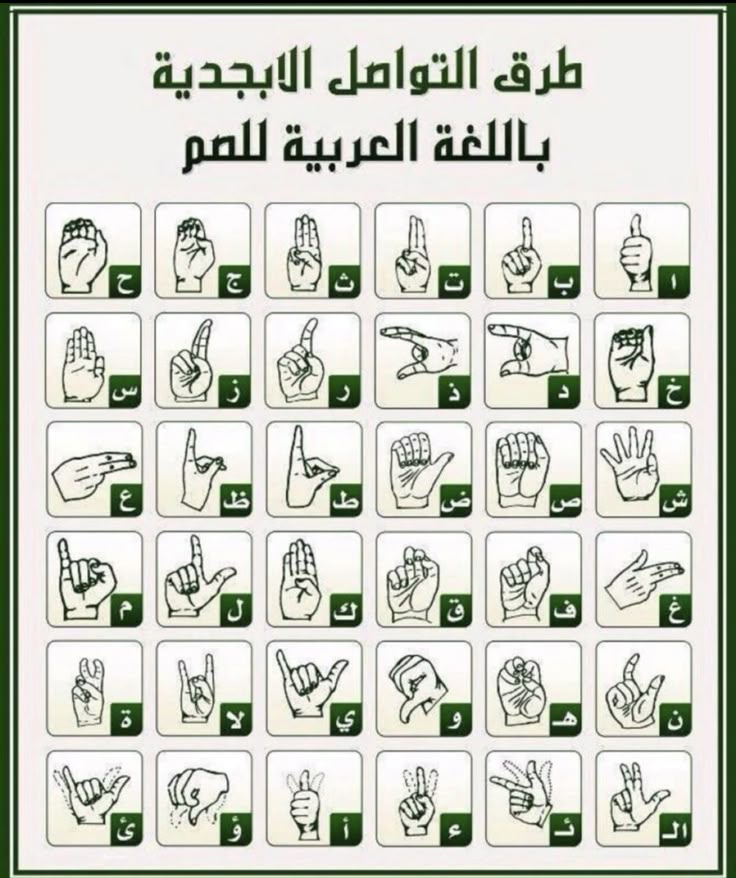 طرق التواصل الابجدية
باللغة العربية للصم
ا ب ت ث ج ح
خ د ذ ر ز س
ش ص ض ط ظ ع
غ ف ق ك ل م
ن هـ و ي لا ة
الـ ئـ ء أ ؤ ئ